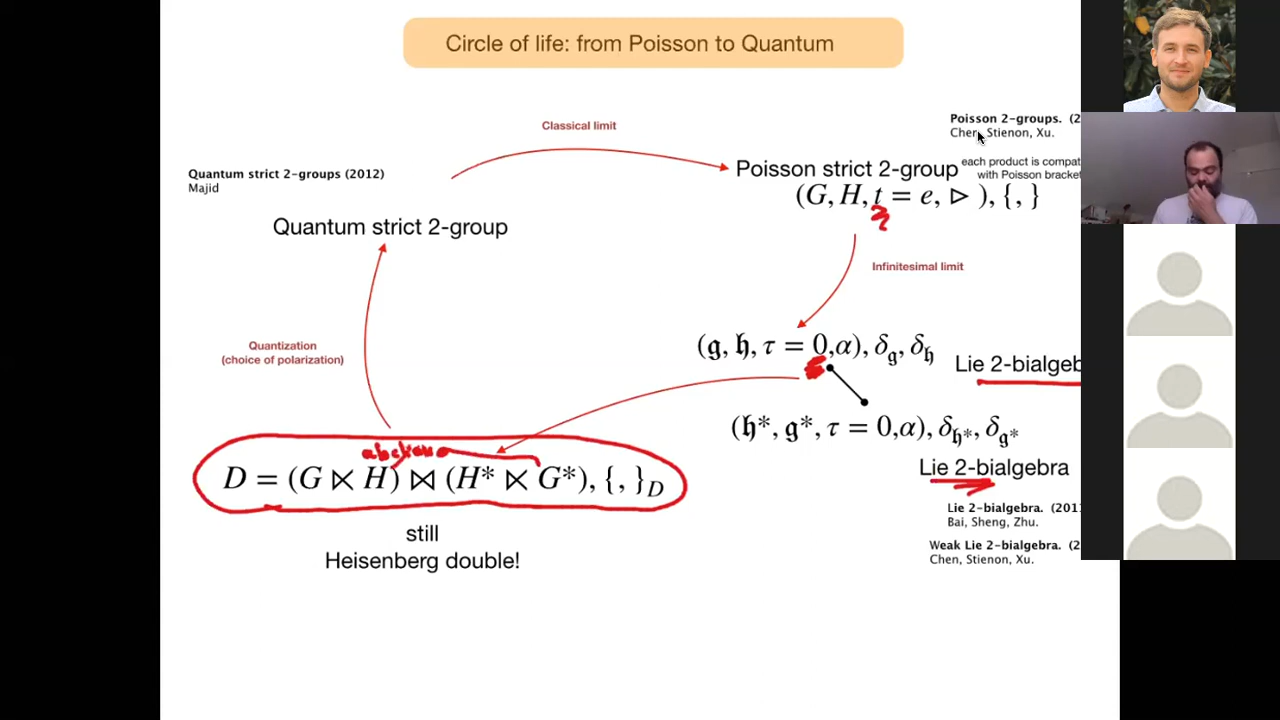 Circle of life: from Poisson to Quantum
Classical limit
Poisson 2-groups. (2
Chen, Stienon, Xu.
Quantum strict 2-groups (2012)
Majid
Poisson strict 2-group
each product is compat
with Poisson bracket
(G, H, t = e, ⊳ ), {, }
Quantum strict 2-group
Infinitesimal limit
Quantization
(choice of polarization)
(𝔤, 𝔥, τ = 0,α), δ_𝔤, δ_𝔥
Lie 2-bialgeb
(𝔥*, 𝔤*, τ = 0,α), δ_𝔥*, δ_𝔤*
Lie 2-bialgebra
D = (G ⋉ H) ⋈ (H* ⋊ G*), {, }_D
still
Heisenberg double!
Lie 2-bialgebra. (201
Bai, Sheng, Zhu.
Weak Lie 2-bialgebra. (2
Chen, Stienon, Xu.